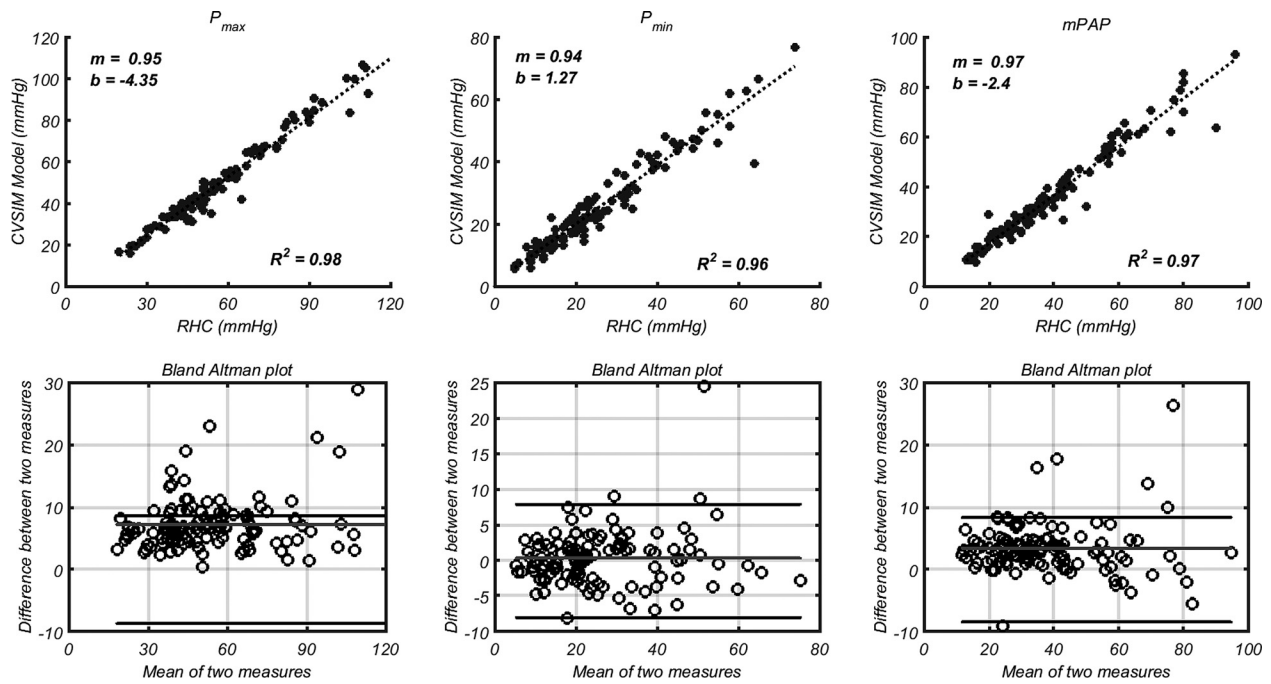 P_max
120
100
80
60
40
20
0
CVSIM Model (mmHg)
m = 0.95
b = -4.35
R² = 0.98
0 30 60 90 120
RHC (mmHg)
P_min
80
60
40
20
0
CVSIM Model (mmHg)
m = 0.94
b = 1.27
R² = 0.96
0 20 40 60 80
RHC (mmHg)
mPAP
100
80
60
40
20
0
CVSIM Model (mmHg)
m = 0.97
b = -2.4
R² = 0.97
0 20 40 60 80 100
RHC (mmHg)
Bland Altman plot
30
20
10
0
-10
Difference between two measures
0 30 60 90 120
Mean of two measures
Bland Altman plot
25
20
15
10
5
0
-5
-10
Difference between two measures
0 20 40 60 80
Mean of two measures
Bland Altman plot
30
20
10
0
-10
Difference between two measures
0 20 40 60 80 100
Mean of two measures